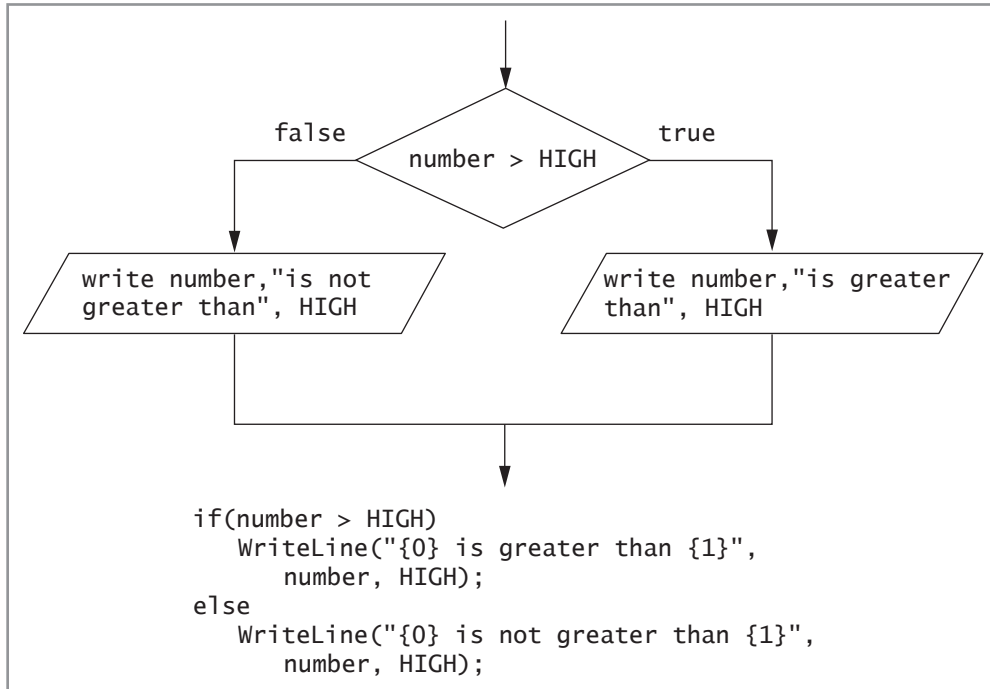 false
true
number > HIGH
write number,"is not
greater than", HIGH
write number,"is greater
than", HIGH
if(number > HIGH)
WriteLine("{0} is greater than {1}",
number, HIGH);
else
WriteLine("{0} is not greater than {1}",
number, HIGH);